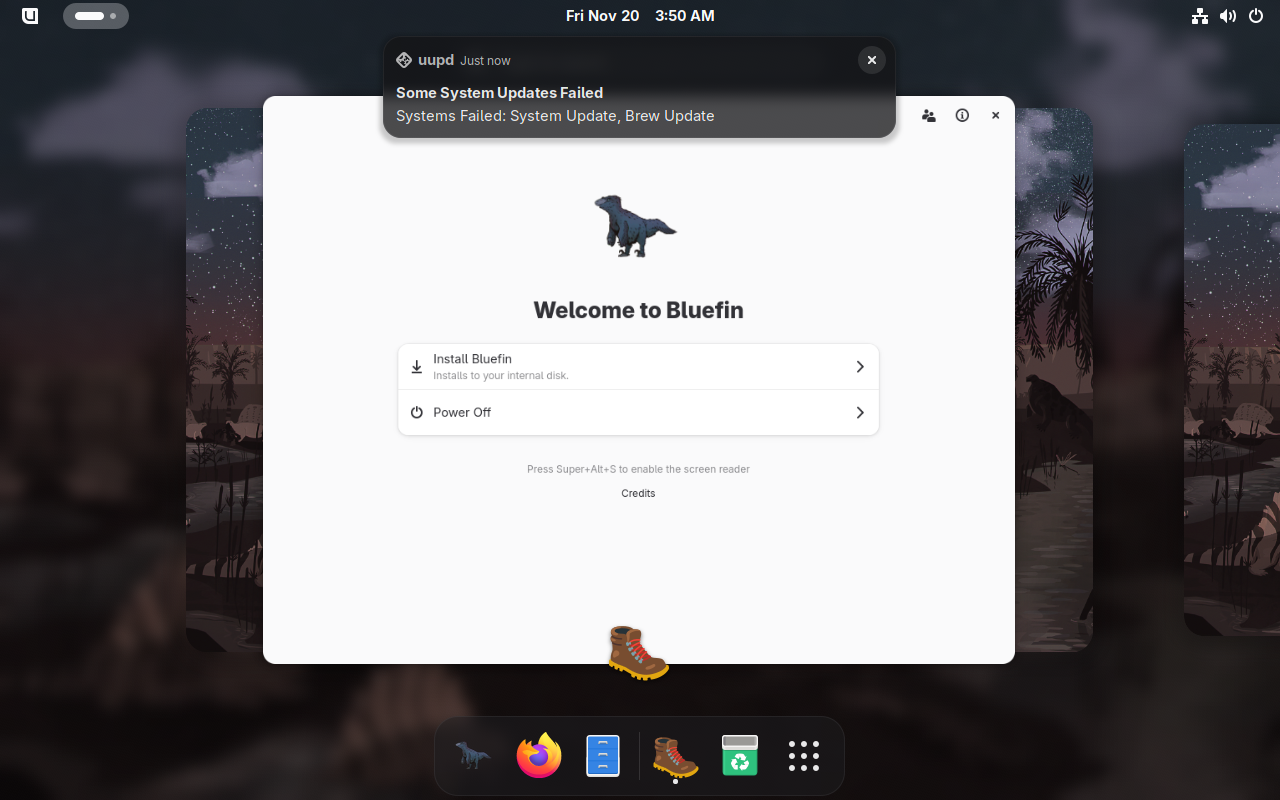 Fri Nov 20 3:50 AM
uupd Just now
Some System Updates Failed
Systems Failed: System Update, Brew Update
Welcome to Bluefin
Install Bluefin
Installs to your internal disk.
Power Off
Press Super+Alt+S to enable the screen reader
Credits